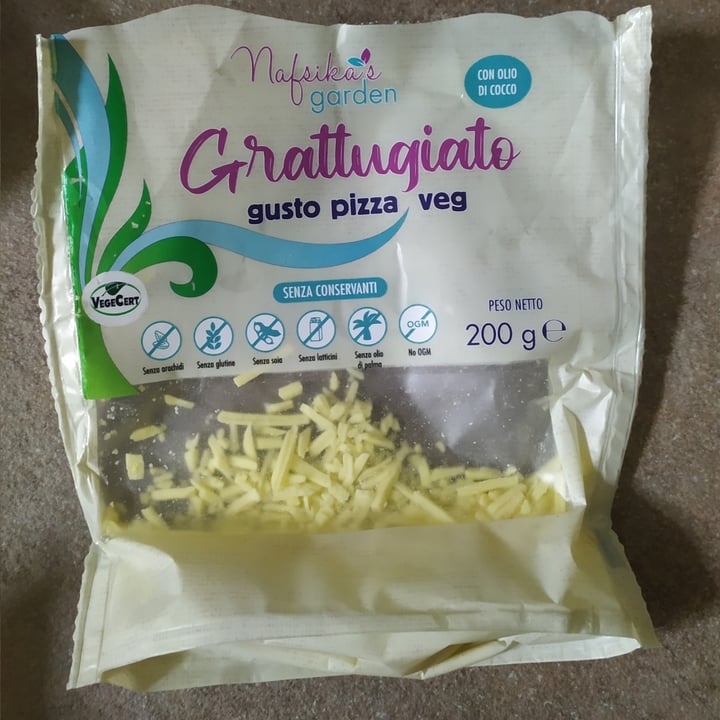 Nafsika's
garden
CON OLIO
DI COCCO
Grattugiato
gusto pizza veg
SENZA CONSERVANTI
VEGECERT
PESO NETTO
200 g e
OGM
Senza arachidi
Senza glutine
Senza soia
Senza latticini
Senza olio
di palma
No OGM